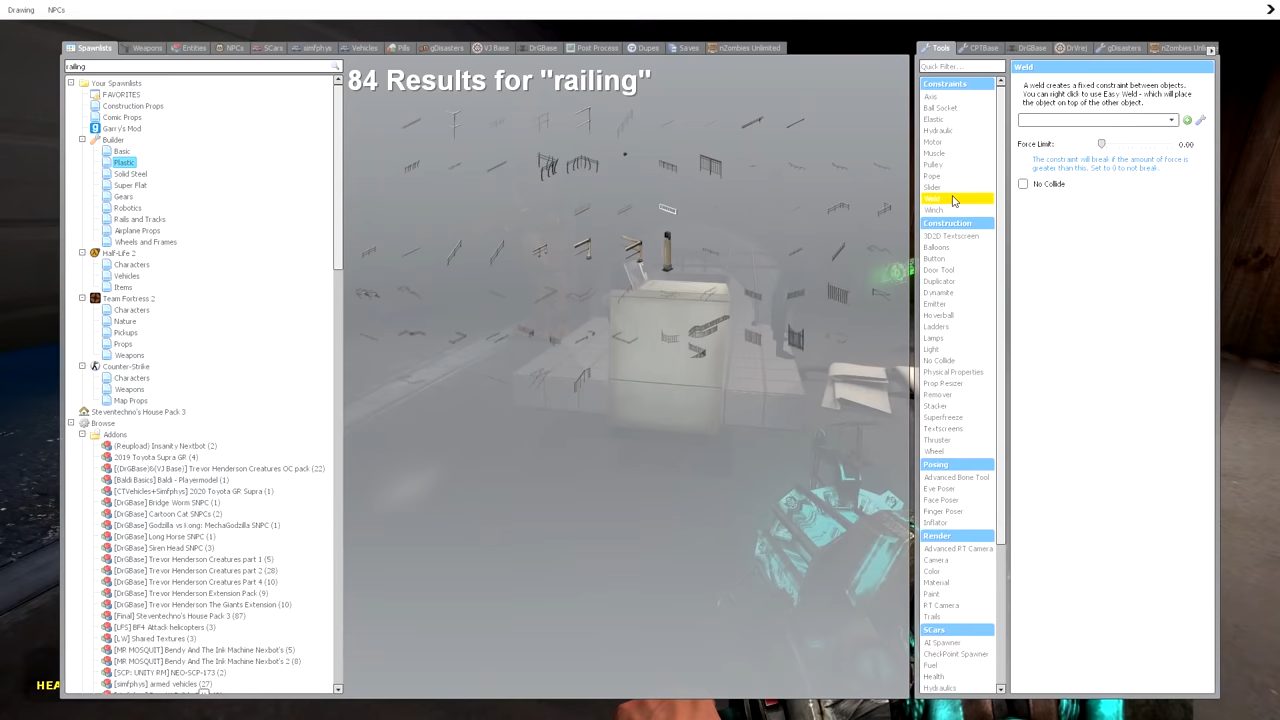 Drawing NPCs
Spawnlists Weapons Entities NPCs SCars simfphys Vehicles Pills gDisasters VJ Base DrGBase Post Process Dupes Saves nZombies Unlimited
railing
Your Spawnlists
FAVORITES
Construction Props
Comic Props
Garry's Mod
Builder
Basic
Plastic
Solid Steel
Super Flat
Gears
Robotics
Rails and Tracks
Airplane Props
Wheels and Frames
Half-Life 2
Characters
Vehicles
Items
Team Fortress 2
Characters
Nature
Pickups
Props
Weapons
Counter-Strike
Characters
Weapons
Map Props
Steventechno's House Pack 3
Browse
Addons
(Reupload) Insanity Nextbot (2)
2019 Toyota Supra GR (4)
[(DrGBase)&(VJ Base)] Trevor Henderson Creatures OC pack (22)
[Baldi Basics] Baldi - Playermodel (1)
[CTVehicles+Simfphys] 2020 Toyota GR Supra (1)
[DrGBase] Bridge Worm SNPC (1)
[DrGBase] Cartoon Cat SNPCs (2)
[DrGBase] Godzilla vs Kong: MechaGodzilla SNPC (1)
[DrGBase] Long Horse SNPC (1)
[DrGBase] Siren Head SNPC (3)
[DrGBase] Trevor Henderson Creatures part 1 (5)
[DrGBase] Trevor Henderson Creatures part 2 (28)
[DrGBase] Trevor Henderson Creatures Part 4 (10)
[DrGBase] Trevor Henderson Extension Pack (9)
[DrGBase] Trevor Henderson The Giants Extension (10)
[Final] Steventechno's House Pack 3 (87)
[LFS] BF4 Attack helicopters (3)
[LW] Shared Textures (3)
[MR MOSQUIT] Bendy And The Ink Machine Nexbot's (5)
[MR MOSQUIT] Bendy And The Ink Machine Nexbot's 2 (8)
[SCP: UNITY RM] NEO-SCP-173 (2)
[simfphys] armed vehicles (27)
84 Results for "railing"
HEA
Tools CPTBase DrGBase DrVrej gDisasters nZombies Unli
Quick Filter...
Constraints
Axis
Ball Socket
Elastic
Hydraulic
Motor
Muscle
Pulley
Rope
Slider
Weld
Winch
Construction
3D2D Textscreen
Balloons
Button
Door Tool
Duplicator
Dynamite
Emitter
Hoverball
Ladders
Lamps
Light
No Collide
Physical Properties
Prop Resizer
Remover
Stacker
Superfreeze
Textscreens
Thruster
Wheel
Posing
Advanced Bone Tool
Eye Poser
Face Poser
Finger Poser
Inflator
Render
Advanced RT Camera
Camera
Color
Material
Paint
RT Camera
Trails
SCars
AI Spawner
CheckPoint Spawner
Fuel
Health
Hydraulics
Weld
A weld creates a fixed constraint between objects.
You can right click to use Easy Weld - which will place
the object on top of the other object.
Force Limit: 0.00
The constraint will break if the amount of force is
greater than this. Set to 0 to not break.
No Collide